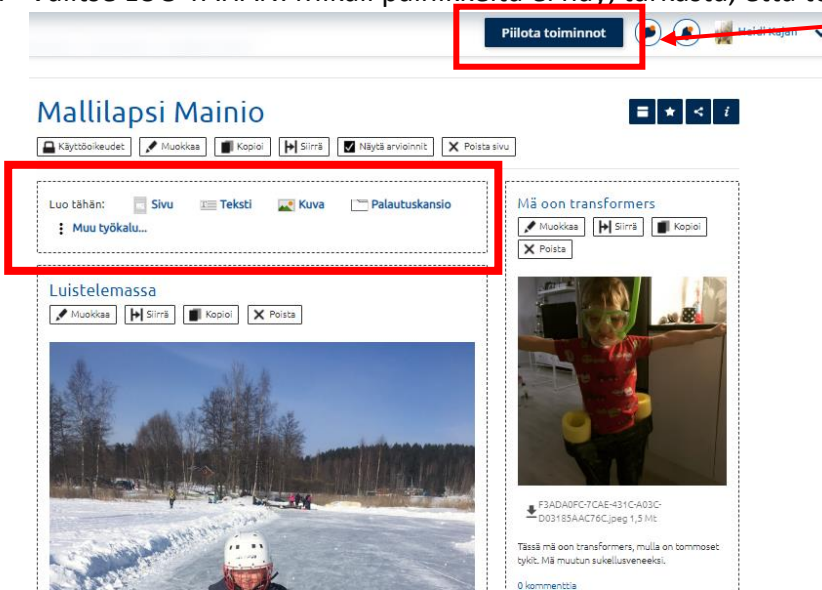 Piilota toiminnot
Heidi Kajan
Mallilapsi Mainio
Käyttöoikeudet Muokkaa Kopioi Siirrä Näytä arvioinnit Poista sivu
Luo tähän: Sivu Teksti Kuva Palautuskansio
Muu työkalu...
Luistelemassa
Muokkaa Siirrä Kopioi Poista
Mä oon transformers
Muokkaa Siirrä Kopioi
Poista
F3ADA0FC-7CAE-431C-A03C-
D03185AAC76C.jpeg 1,5 Mt
Tässä mä oon transformers, mulla on tommoset
tykit. Mä muutun sukellusveneeksi.
0 kommenttia